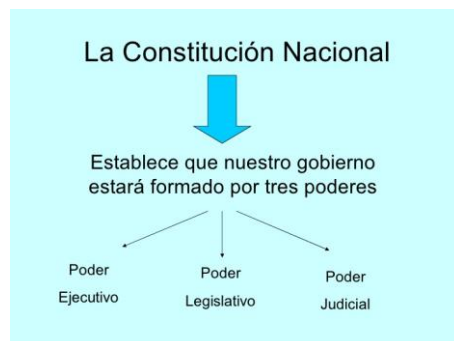 La Constitución Nacional
Establece que nuestro gobierno
estará formado por tres poderes
Poder
Ejecutivo
Poder
Legislativo
Poder
Judicial